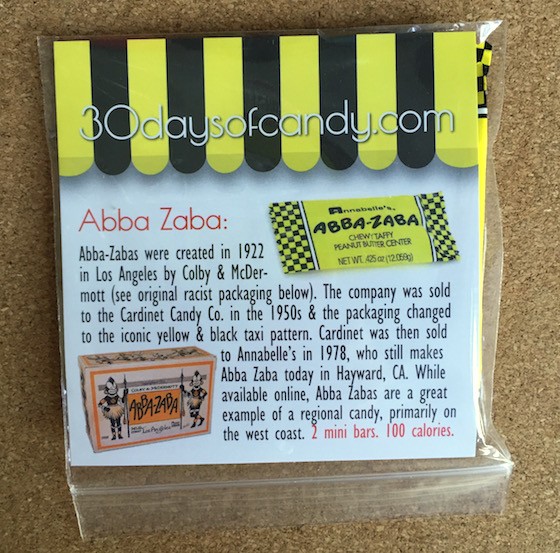 30daysofcandy.com
Abba Zaba:
Annabelle's.
ABBA-ZABA
CHEWY TAFFY
PEANUT BUTTER CENTER
NET WT. .425 oz (12.059g)
Abba-Zabas were created in 1922
in Los Angeles by Colby & McDer-
mott (see original racist packaging below). The company was sold
to the Cardinet Candy Co. in the 1950s & the packaging changed
to the iconic yellow & black taxi pattern. Cardinet was then sold
to Annabelle's in 1978, who still makes
Abba Zaba today in Hayward, CA. While
available online, Abba Zabas are a great
example of a regional candy, primarily on
the west coast. 2 mini bars. 100 calories.
ABBA-ZABA
Los Angeles